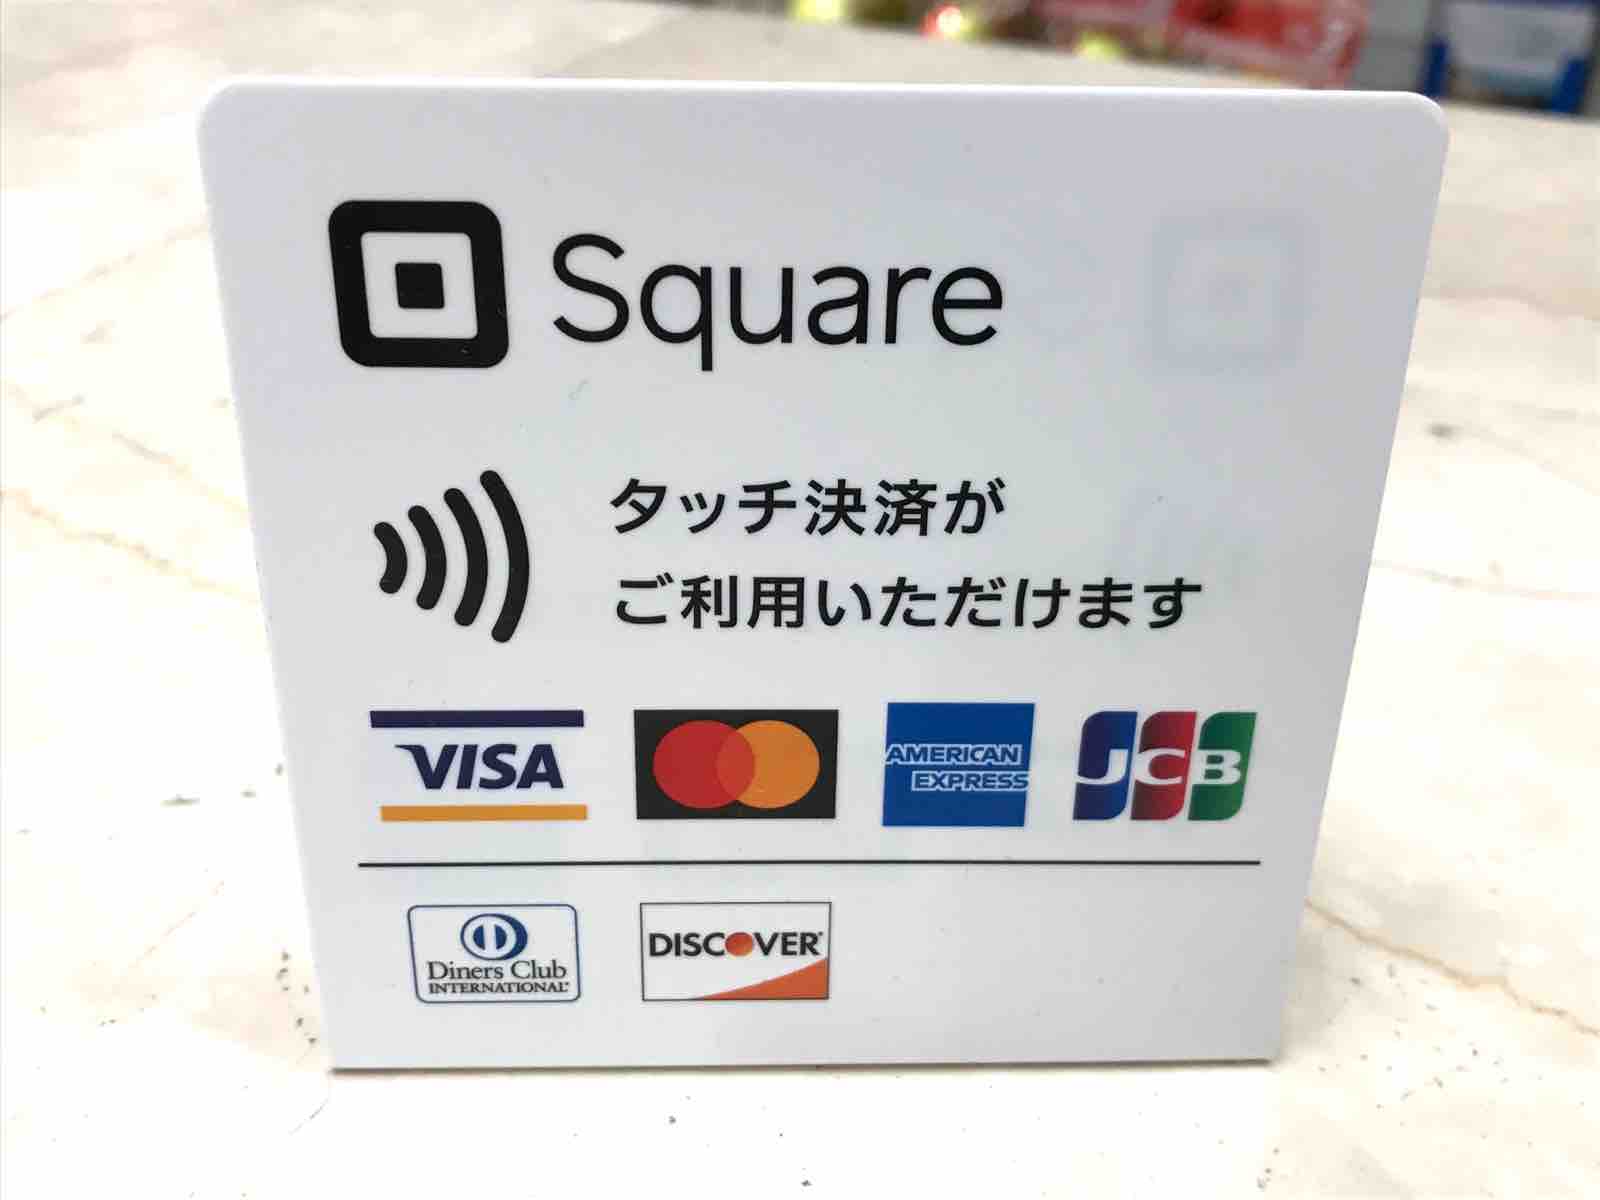 Square
タッチ決済が
ご利用いただけます
VISA
AMERICAN
EXPRESS
JCB
Diners Club
INTERNATIONAL®
DISCOVER®